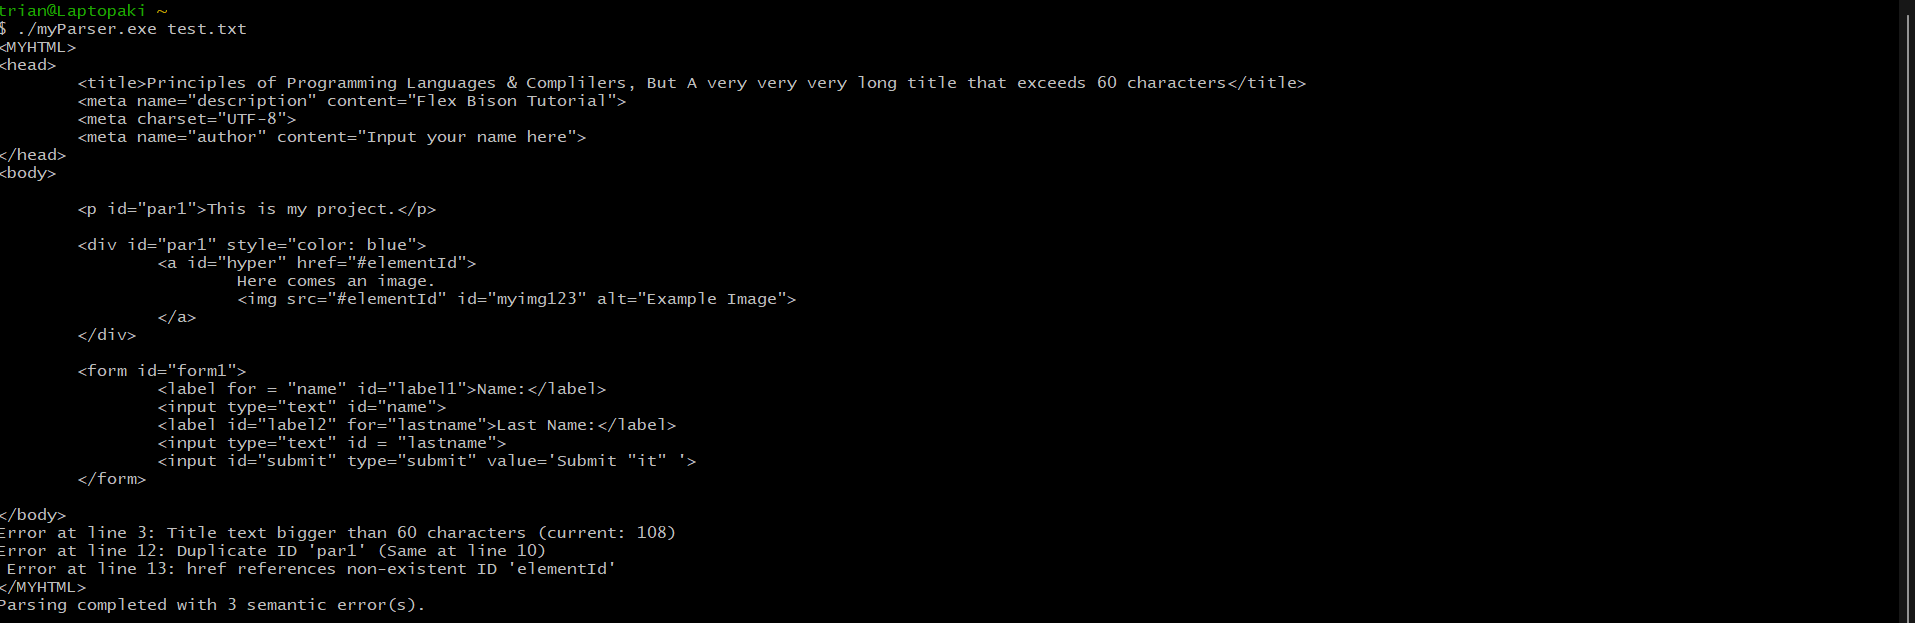 trian@Laptopaki ~
$ ./myParser.exe test.txt
<MYHTML>
<head>
        <title>Principles of Programming Languages & Complilers, But A very very very long title that exceeds 60 characters</title>
        <meta name="description" content="Flex Bison Tutorial">
        <meta charset="UTF-8">
        <meta name="author" content="Input your name here">
</head>
<body>

        <p id="par1">This is my project.</p>

        <div id="par1" style="color: blue">
                <a id="hyper" href="#elementId">
                        Here comes an image.
                        <img src="#elementId" id="myimg123" alt="Example Image">
                </a>
        </div>

        <form id="form1">
                <label for = "name" id="label1">Name:</label>
                <input type="text" id="name">
                <label id="label2" for="lastname">Last Name:</label>
                <input type="text" id = "lastname">
                <input id="submit" type="submit" value='Submit "it" '>
        </form>

</body>
Error at line 3: Title text bigger than 60 characters (current: 108)
Error at line 12: Duplicate ID 'par1' (Same at line 10)
 Error at line 13: href references non-existent ID 'elementId'
</MYHTML>
Parsing completed with 3 semantic error(s).